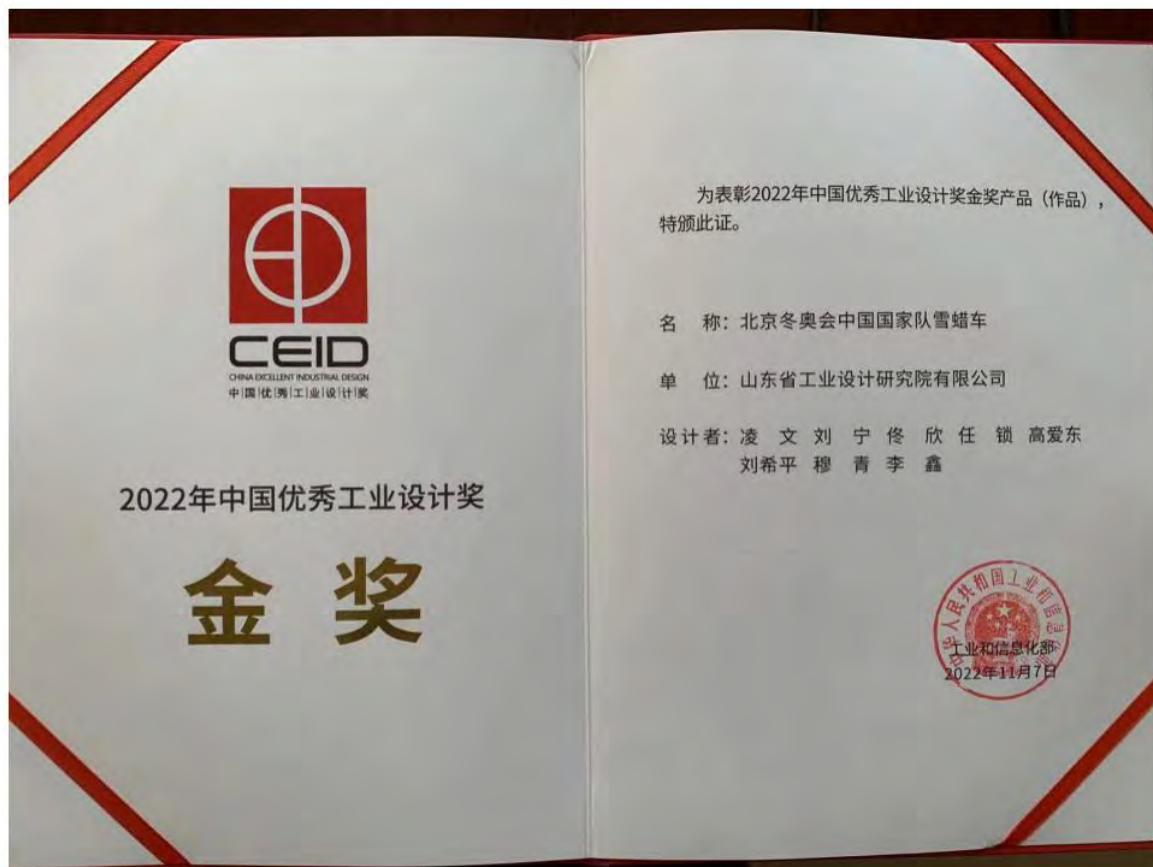 CEID
CHINA EXCELLENT INDUSTRIAL DESIGN
中|国|优|秀|工|业|设|计|奖
2022年中国优秀工业设计奖
金 奖
为表彰2022年中国优秀工业设计奖金奖产品（作品），
特颁此证。
名 称：北京冬奥会中国国家队雪蜡车
单 位：山东省工业设计研究院有限公司
设计者：凌 文 刘 宁 佟 欣 任 锁 高爱东
刘希平 穆 青 李 鑫
中华人民共和国工业和信息化部
工业和信息化部
2022年11月7日